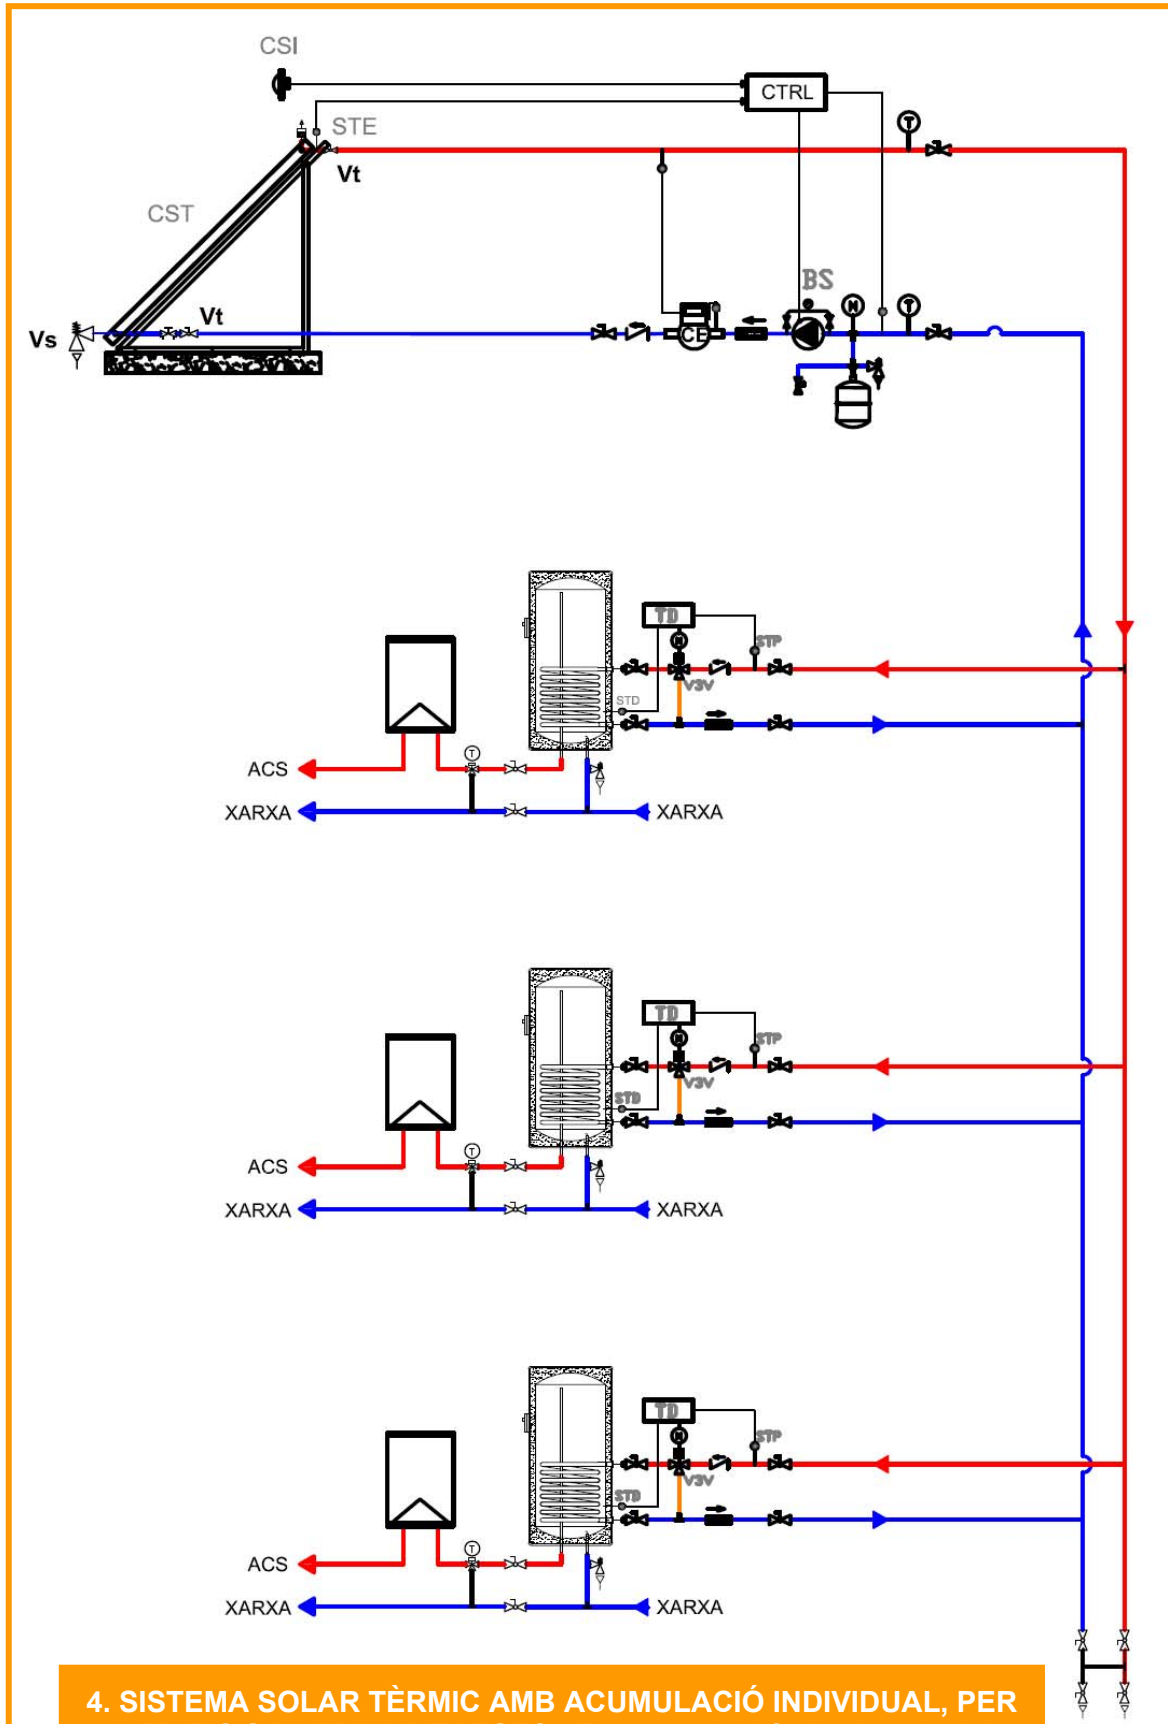 CSI
CTRL
T
STE
Vt
CST
BS
Vt
M
T
Vs
CE
TD
M
STP
V3V
STD
T
ACS
XARXA
XARXA
TD
M
STP
V3V
STD
T
ACS
XARXA
XARXA
TD
M
STP
V3V
STD
T
ACS
XARXA
XARXA
4. SISTEMA SOLAR TÈRMIC AMB ACUMULACIÓ INDIVIDUAL, PER